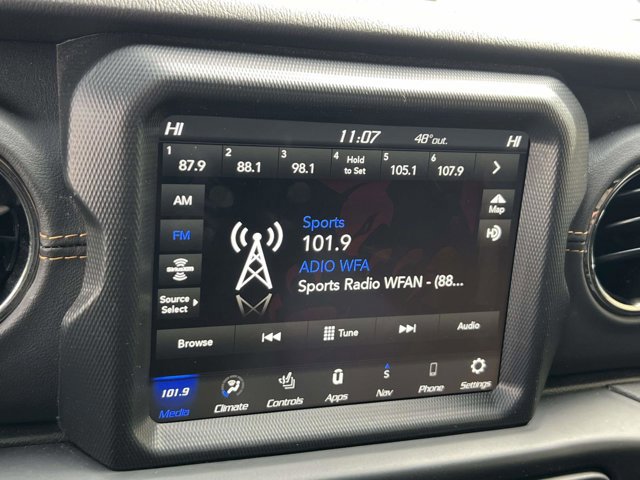 HI 11:07 48°out. HI
1 87.9 2 88.1 3 98.1 4 Hold to Set 5 105.1 6 107.9
AM
Map
Sports
FM
101.9
HD
ADIO WFA
SiriusXM
Sports Radio WFAN - (88...
Source
Select
Browse Tune Audio
101.9 u S
Media Climate Controls Apps Nav Phone Settings